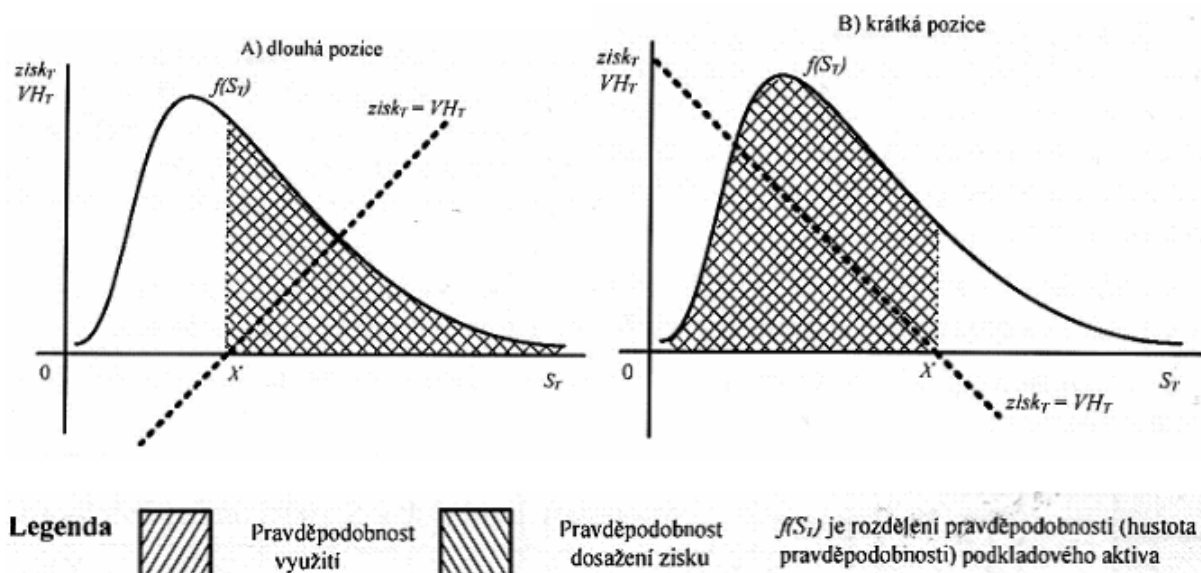 A) dlouhá pozice
zisk_T
VH_T
f(S_T)
zisk_T = VH_T
0
X
S_T
B) krátká pozice
zisk_T
VH_T
f(S_T)
0
X
S_T
zisk_T = VH_T
Legenda
Pravděpodobnost
využití
Pravděpodobnost
dosažení zisku
f(S_t) je rozdělení pravděpodobnosti (hustota
pravděpodobnosti) podkladového aktiva